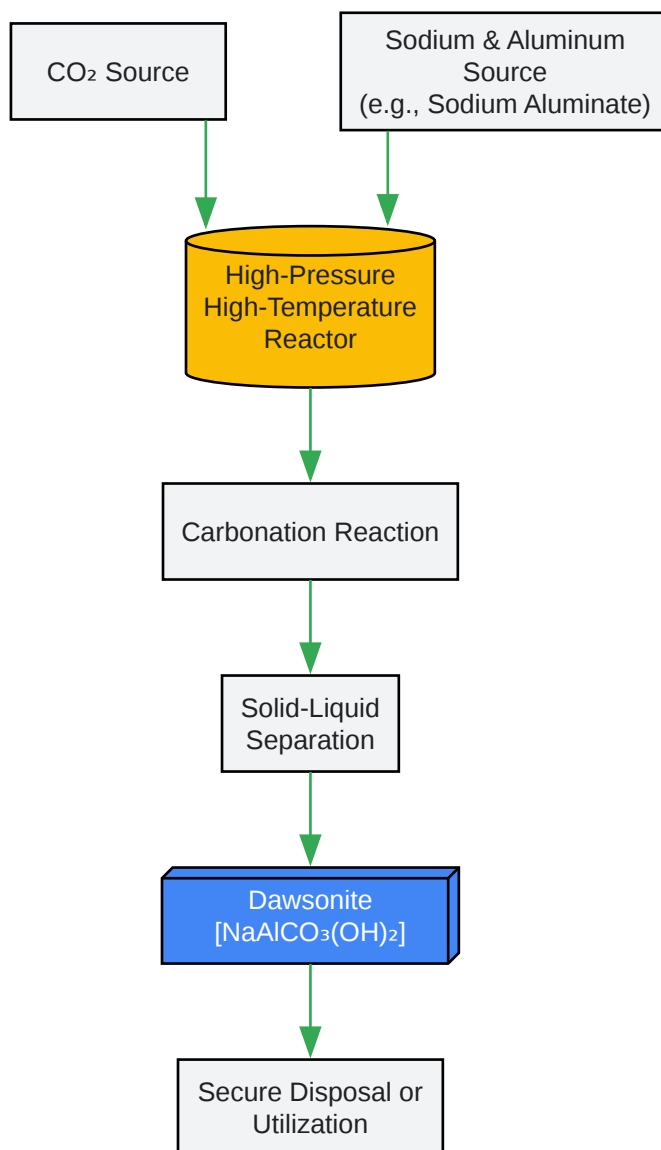 CO₂ Source
Sodium & Aluminum
Source
(e.g., Sodium Aluminate)
High-Pressure
High-Temperature
Reactor
Carbonation Reaction
Solid-Liquid
Separation
Dawsonite
[NaAlCO₃(OH)₂]
Secure Disposal or
Utilization